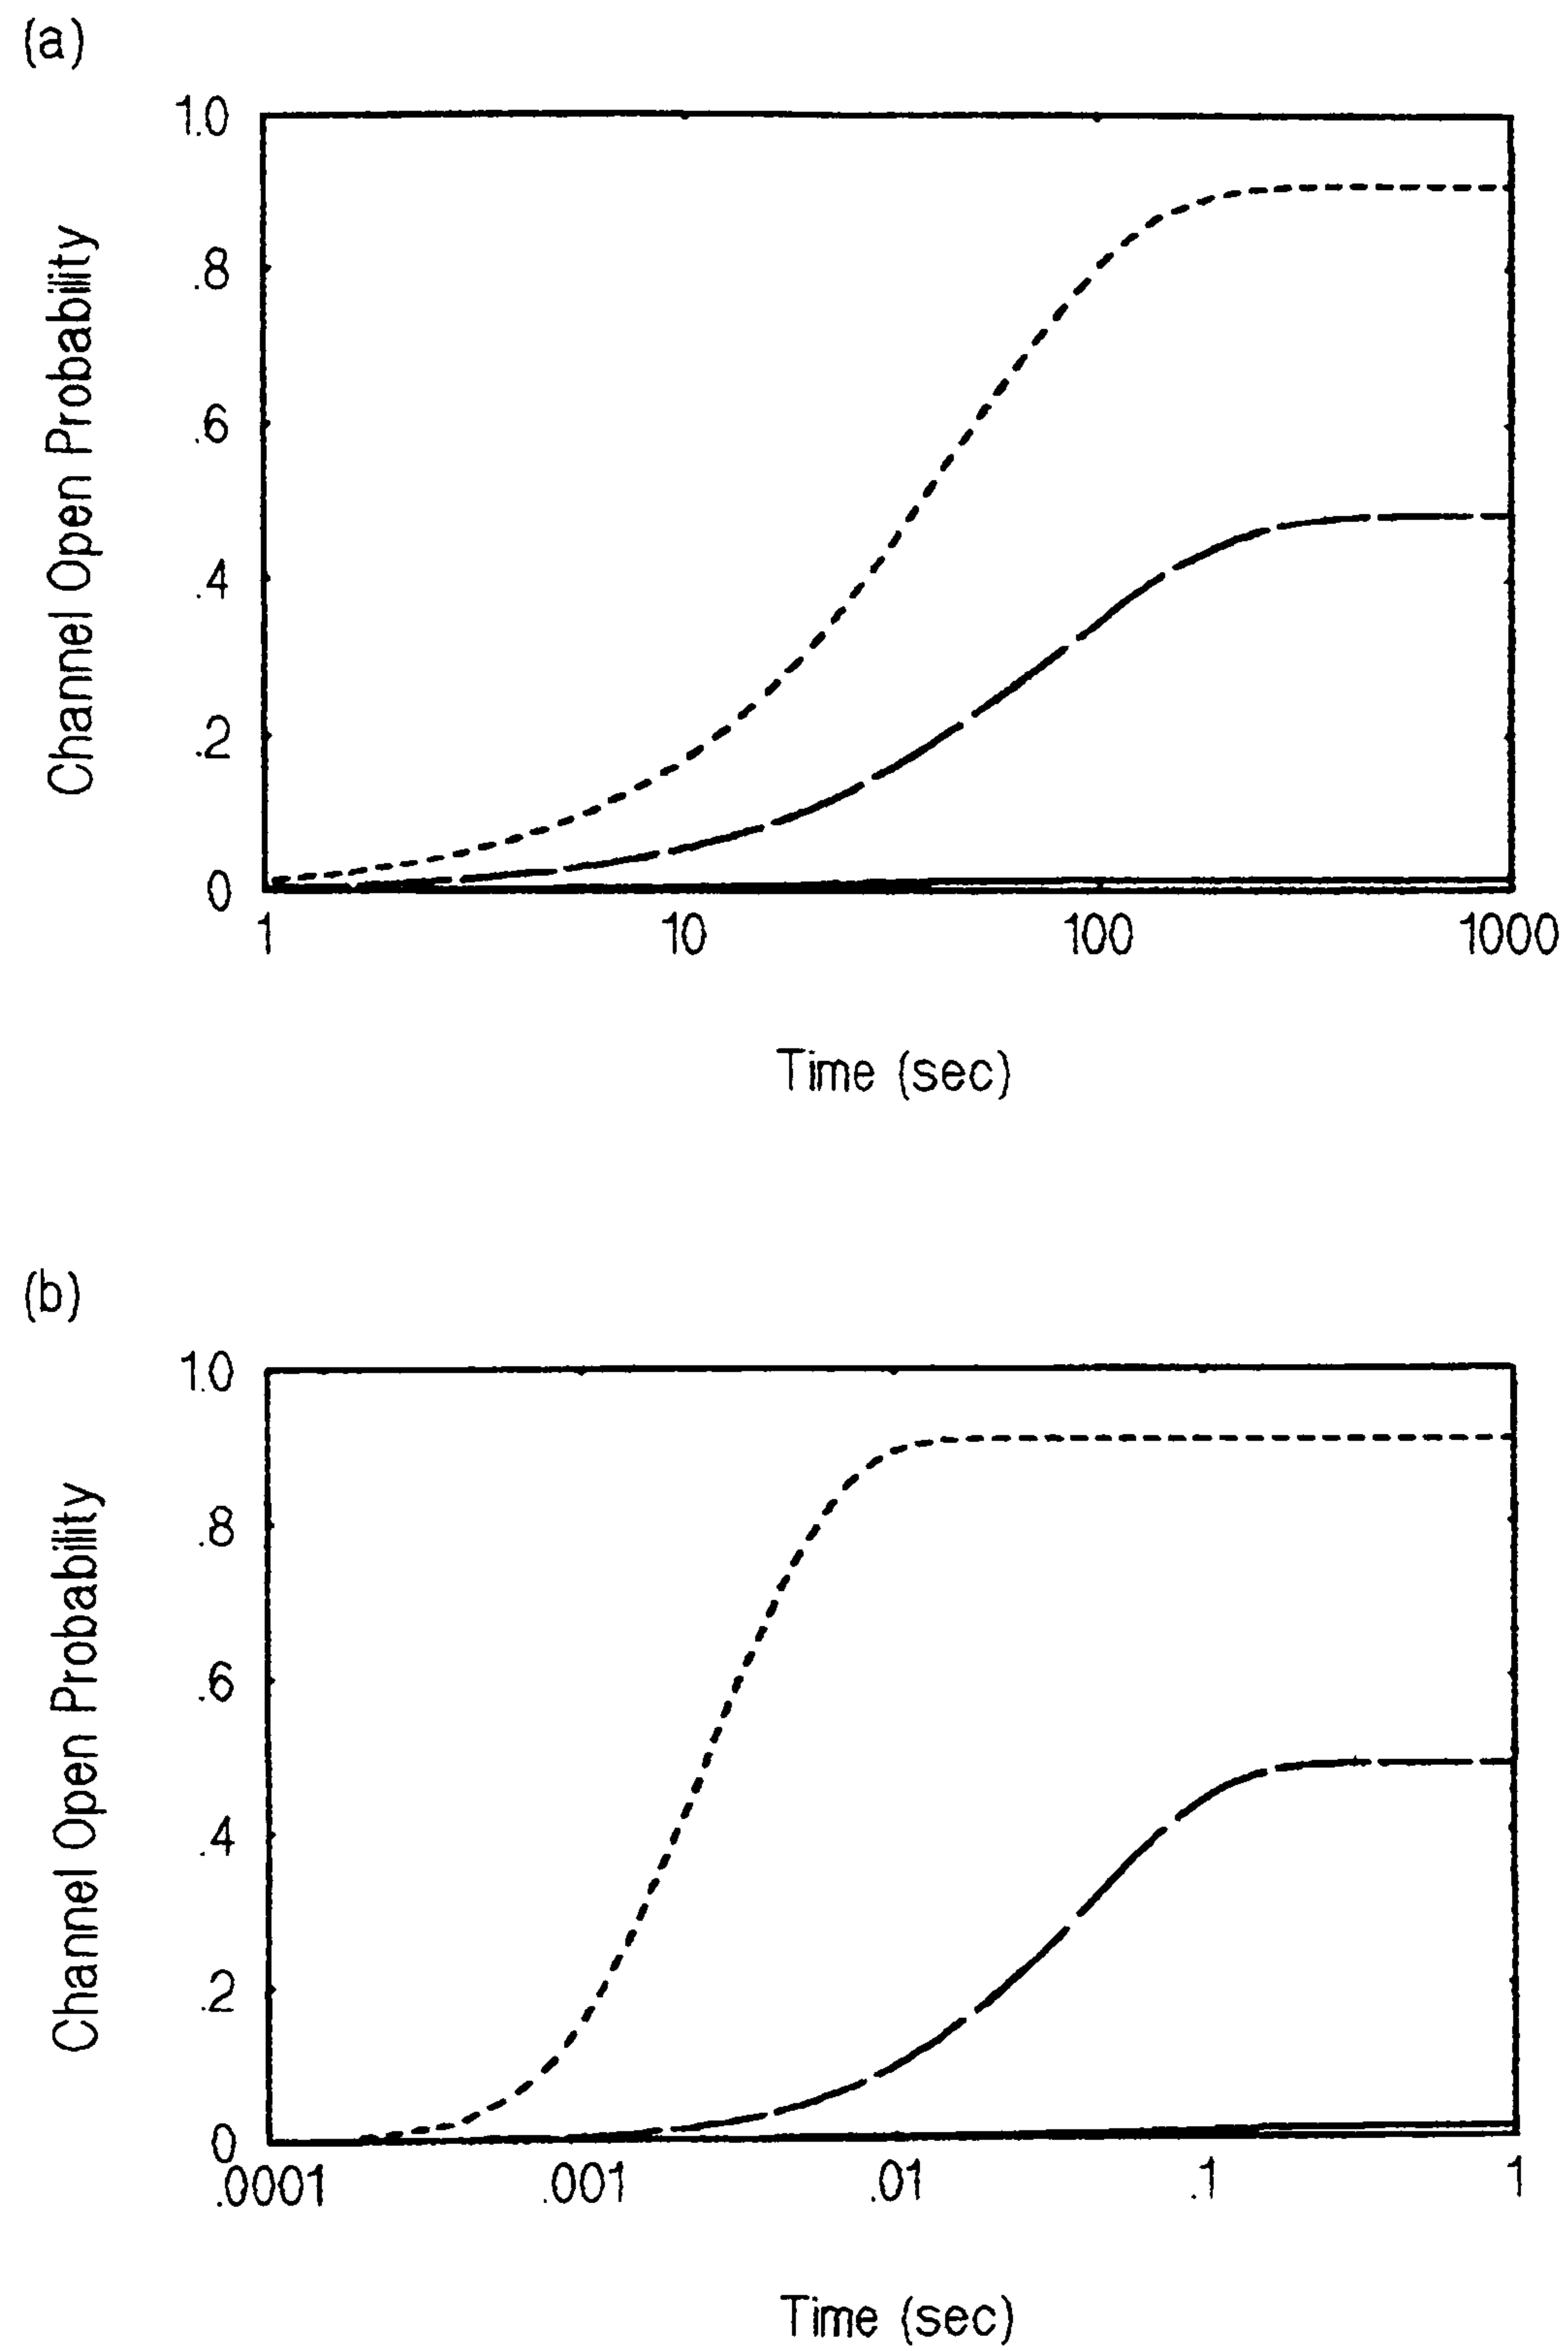 (a)
Channel Open Probability
1.0
.8
.6
.4
.2
0
1 10 100 1000
Time (sec)
(b)
Channel Open Probability
1.0
.8
.6
.4
.2
0
.0001 .001 .01 .1 1
Time (sec)